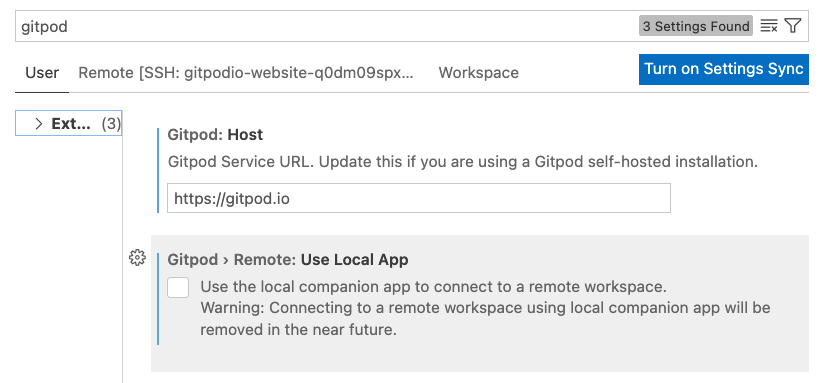 gitpod
3 Settings Found
User
Remote [SSH: gitpodio-website-q0dm09spx...
Workspace
Turn on Settings Sync
Ext... (3)
Gitpod: Host
Gitpod Service URL. Update this if you are using a Gitpod self-hosted installation.
https://gitpod.io
Gitpod › Remote: Use Local App
Use the local companion app to connect to a remote workspace.
Warning: Connecting to a remote workspace using local companion app will be
removed in the near future.